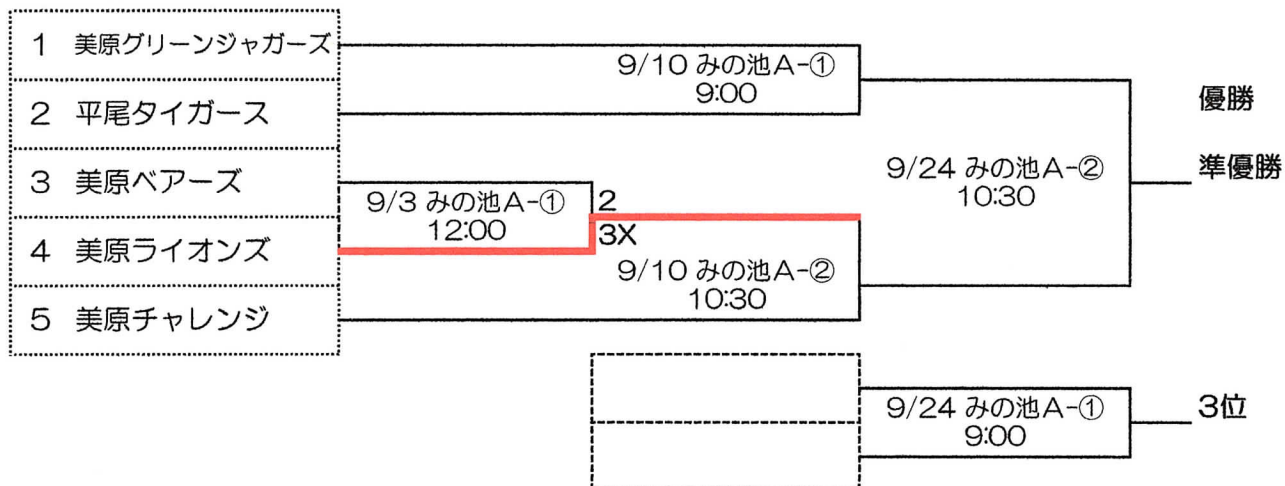 1 美原グリーンジャガーズ
2 平尾タイガース
3 美原ベアーズ
4 美原ライオンズ
5 美原チャレンジ
9/10 みの池A-①
9:00
9/3 みの池A-①
12:00
2
3X
9/10 みの池A-②
10:30
9/24 みの池A-②
10:30
優勝
準優勝
9/24 みの池A-①
9:00
3位